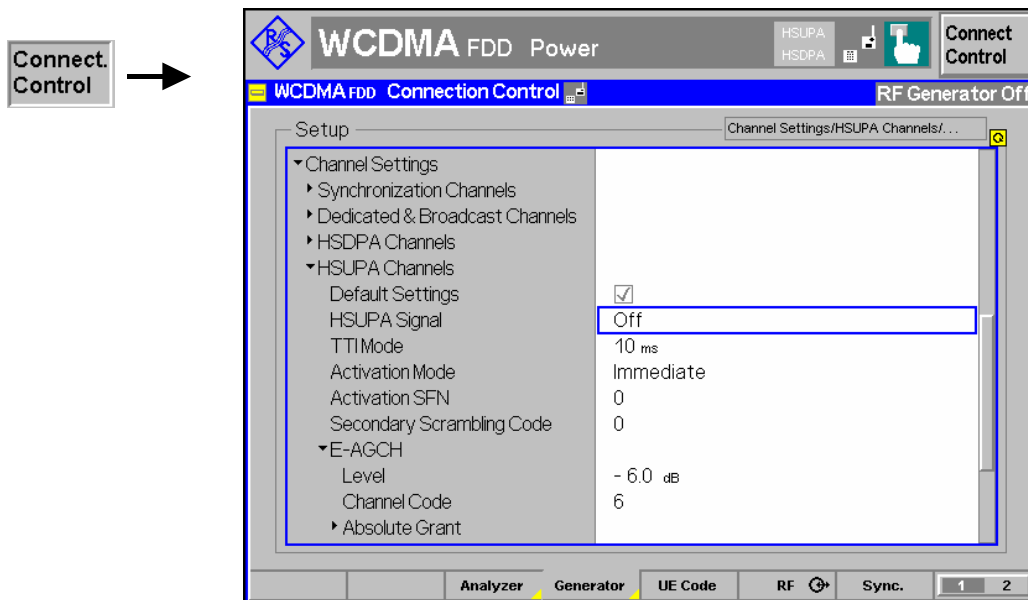 Connect.
Control
R S
WCDMA FDD Power
HSUPA
HSDPA
Connect
Control
WCDMA FDD Connection Control
RF Generator Off
Setup
Channel Settings/HSUPA Channels/...
Channel Settings
Synchronization Channels
Dedicated & Broadcast Channels
HSDPA Channels
HSUPA Channels
Default Settings
HSUPA Signal Off
TTI Mode 10 ms
Activation Mode Immediate
Activation SFN 0
Secondary Scrambling Code 0
E-AGCH
Level - 6.0 dB
Channel Code 6
Absolute Grant
Analyzer Generator UE Code RF Sync. 1 2